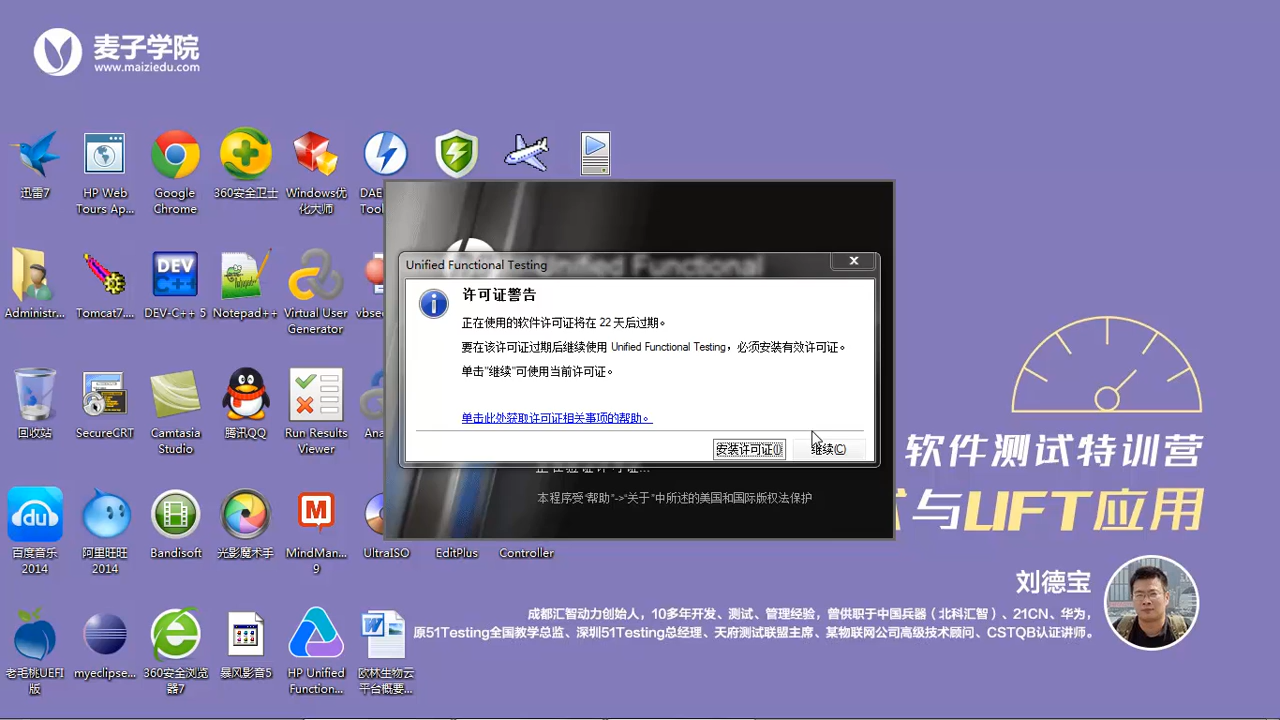 麦子学院
www.maiziedu.com
迅雷7
HP Web
Tours Ap...
Google
Chrome
360安全卫士
Windows优
化大师
DAE
Tool
Unified Functional
Unified Functional Testing
许可证警告
正在使用的软件许可证将在 22 天后过期。
要在该许可证过期后继续使用 Unified Functional Testing，必须安装有效许可证。
单击“继续”可使用当前许可证。
单击此处获取许可证相关事项的帮助。
安装许可证(I)
继续(C)
正在验证许可证...
本程序受“帮助”->“关于”中所述的美国和国际版权法保护
Administr...
Tomcat7....
DEV
C++
DEV-C++ 5
Notepad++
Virtual User
Generator
vbsec
回收站
SecureCRT
Camtasia
Studio
腾讯QQ
Run Results
Viewer
Ana
软件测试特训营
与UFT应用
du
百度音乐
2014
阿里旺旺
2014
Bandisoft
光影魔术手
M
MindMan...
9
UltraISO
EditPlus
Controller
刘德宝
成都汇智动力创始人，10多年开发、测试、管理经验，曾供职于中国兵器（北科汇智）、21CN、华为，
原51Testing全国教学总监、深圳51Testing总经理、天府测试联盟主席、某物联网公司高级技术顾问、CSTQB认证讲师。
老毛桃UEFI
版
myeclipse...
360安全浏览
器7
暴风影音5
HP Unified
Function...
欧林生物云
平台概要...